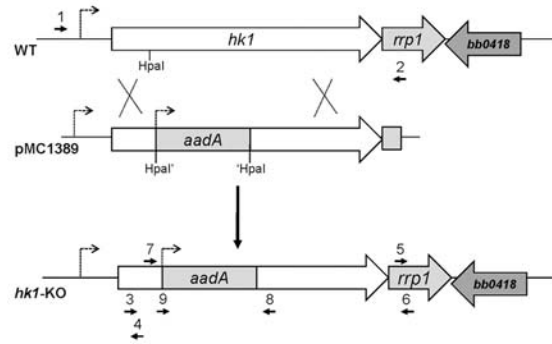 1
hk1
rrp1
bb0418
WT
HpaI
2
aadA
pMC1389
HpaI' 'HpaI
7 5
aadA
rrp1
bb0418
hk1-KO
3 9 8 6
4